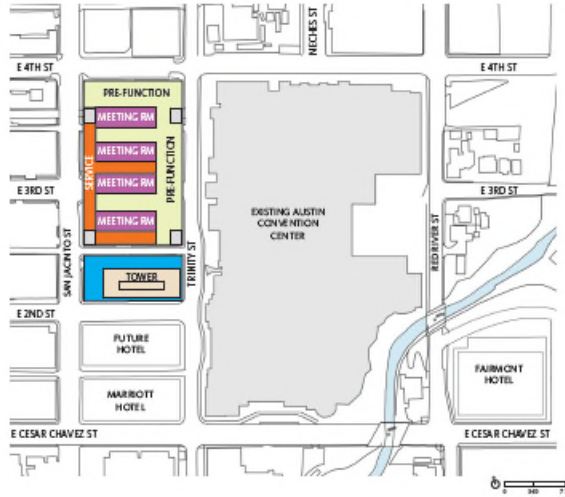 NECHES ST
E 4TH ST
E 4TH ST
PRE-FUNCTION
MEETING RM
MEETING RM
MEETING RM
MEETING RM
SERVICE
PRE-FUNCTION
E 3RD ST
E 3RD ST
EXISTING AUSTIN
CONVENTION
CENTER
SAN JACINTO ST
TRINITY ST
RED RIVER ST
TOWER
E 2ND ST
FUTURE
HOTEL
MARRIOTT
HOTEL
FAIRMONT
HOTEL
E CESAR CHAVEZ ST
E CESAR CHAVEZ ST
0